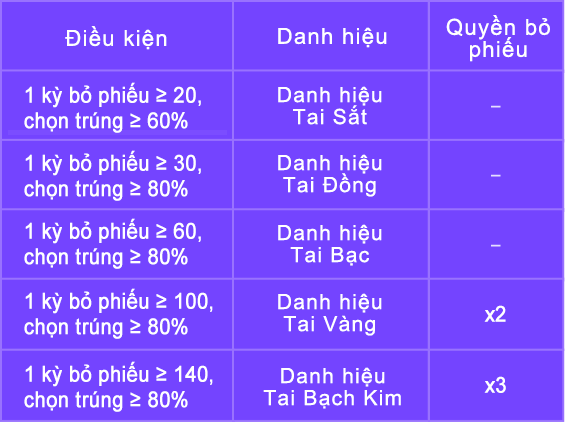 Điều kiện
Danh hiệu
Quyền bỏ
phiếu
1 kỳ bỏ phiếu ≥ 20,
chọn trúng ≥ 60%
Danh hiệu
Tai Sắt
–
1 kỳ bỏ phiếu ≥ 30,
chọn trúng ≥ 80%
Danh hiệu
Tai Đồng
–
1 kỳ bỏ phiếu ≥ 60,
chọn trúng ≥ 80%
Danh hiệu
Tai Bạc
–
1 kỳ bỏ phiếu ≥ 100,
chọn trúng ≥ 80%
Danh hiệu
Tai Vàng
x2
1 kỳ bỏ phiếu ≥ 140,
chọn trúng ≥ 80%
Danh hiệu
Tai Bạch Kim
x3